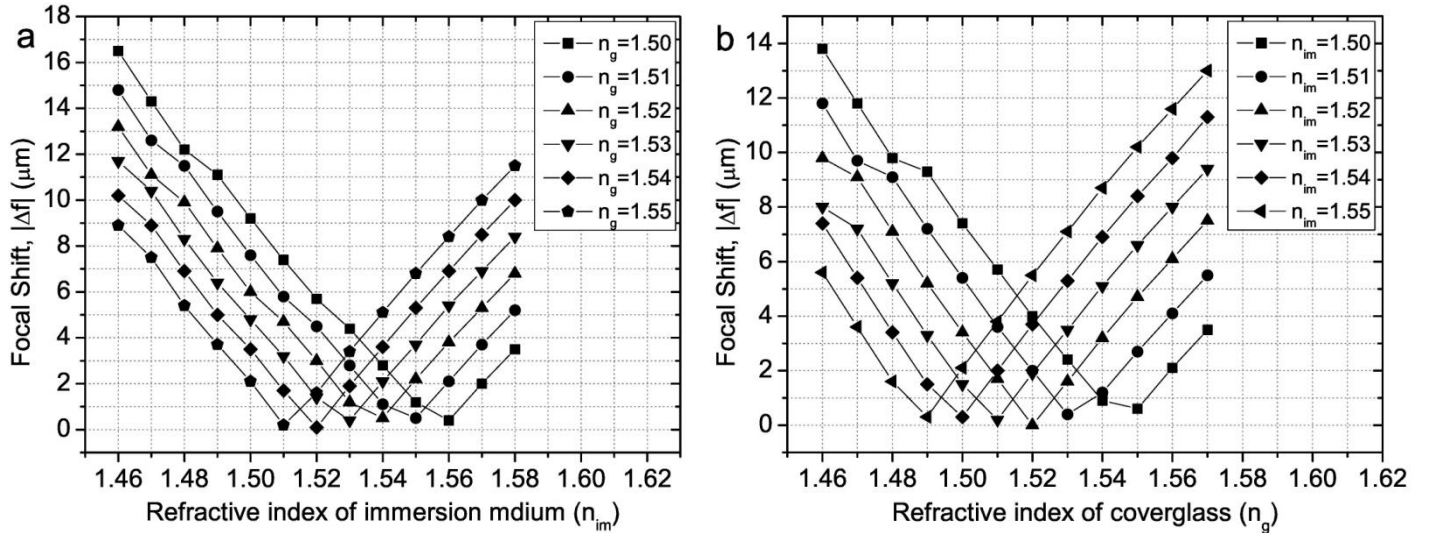 a
18
16
14
12
10
8
6
4
2
0
Focal Shift, |Δf| (μm)
n_g=1.50
n_g=1.51
n_g=1.52
n_g=1.53
n_g=1.54
n_g=1.55
1.46 1.48 1.50 1.52 1.54 1.56 1.58 1.60 1.62
Refractive index of immersion mdium (n_im)
b
14
12
10
8
6
4
2
0
Focal Shift, |Δf| (μm)
n_im=1.50
n_im=1.51
n_im=1.52
n_im=1.53
n_im=1.54
n_im=1.55
1.46 1.48 1.50 1.52 1.54 1.56 1.58 1.60 1.62
Refractive index of coverglass (n_g)